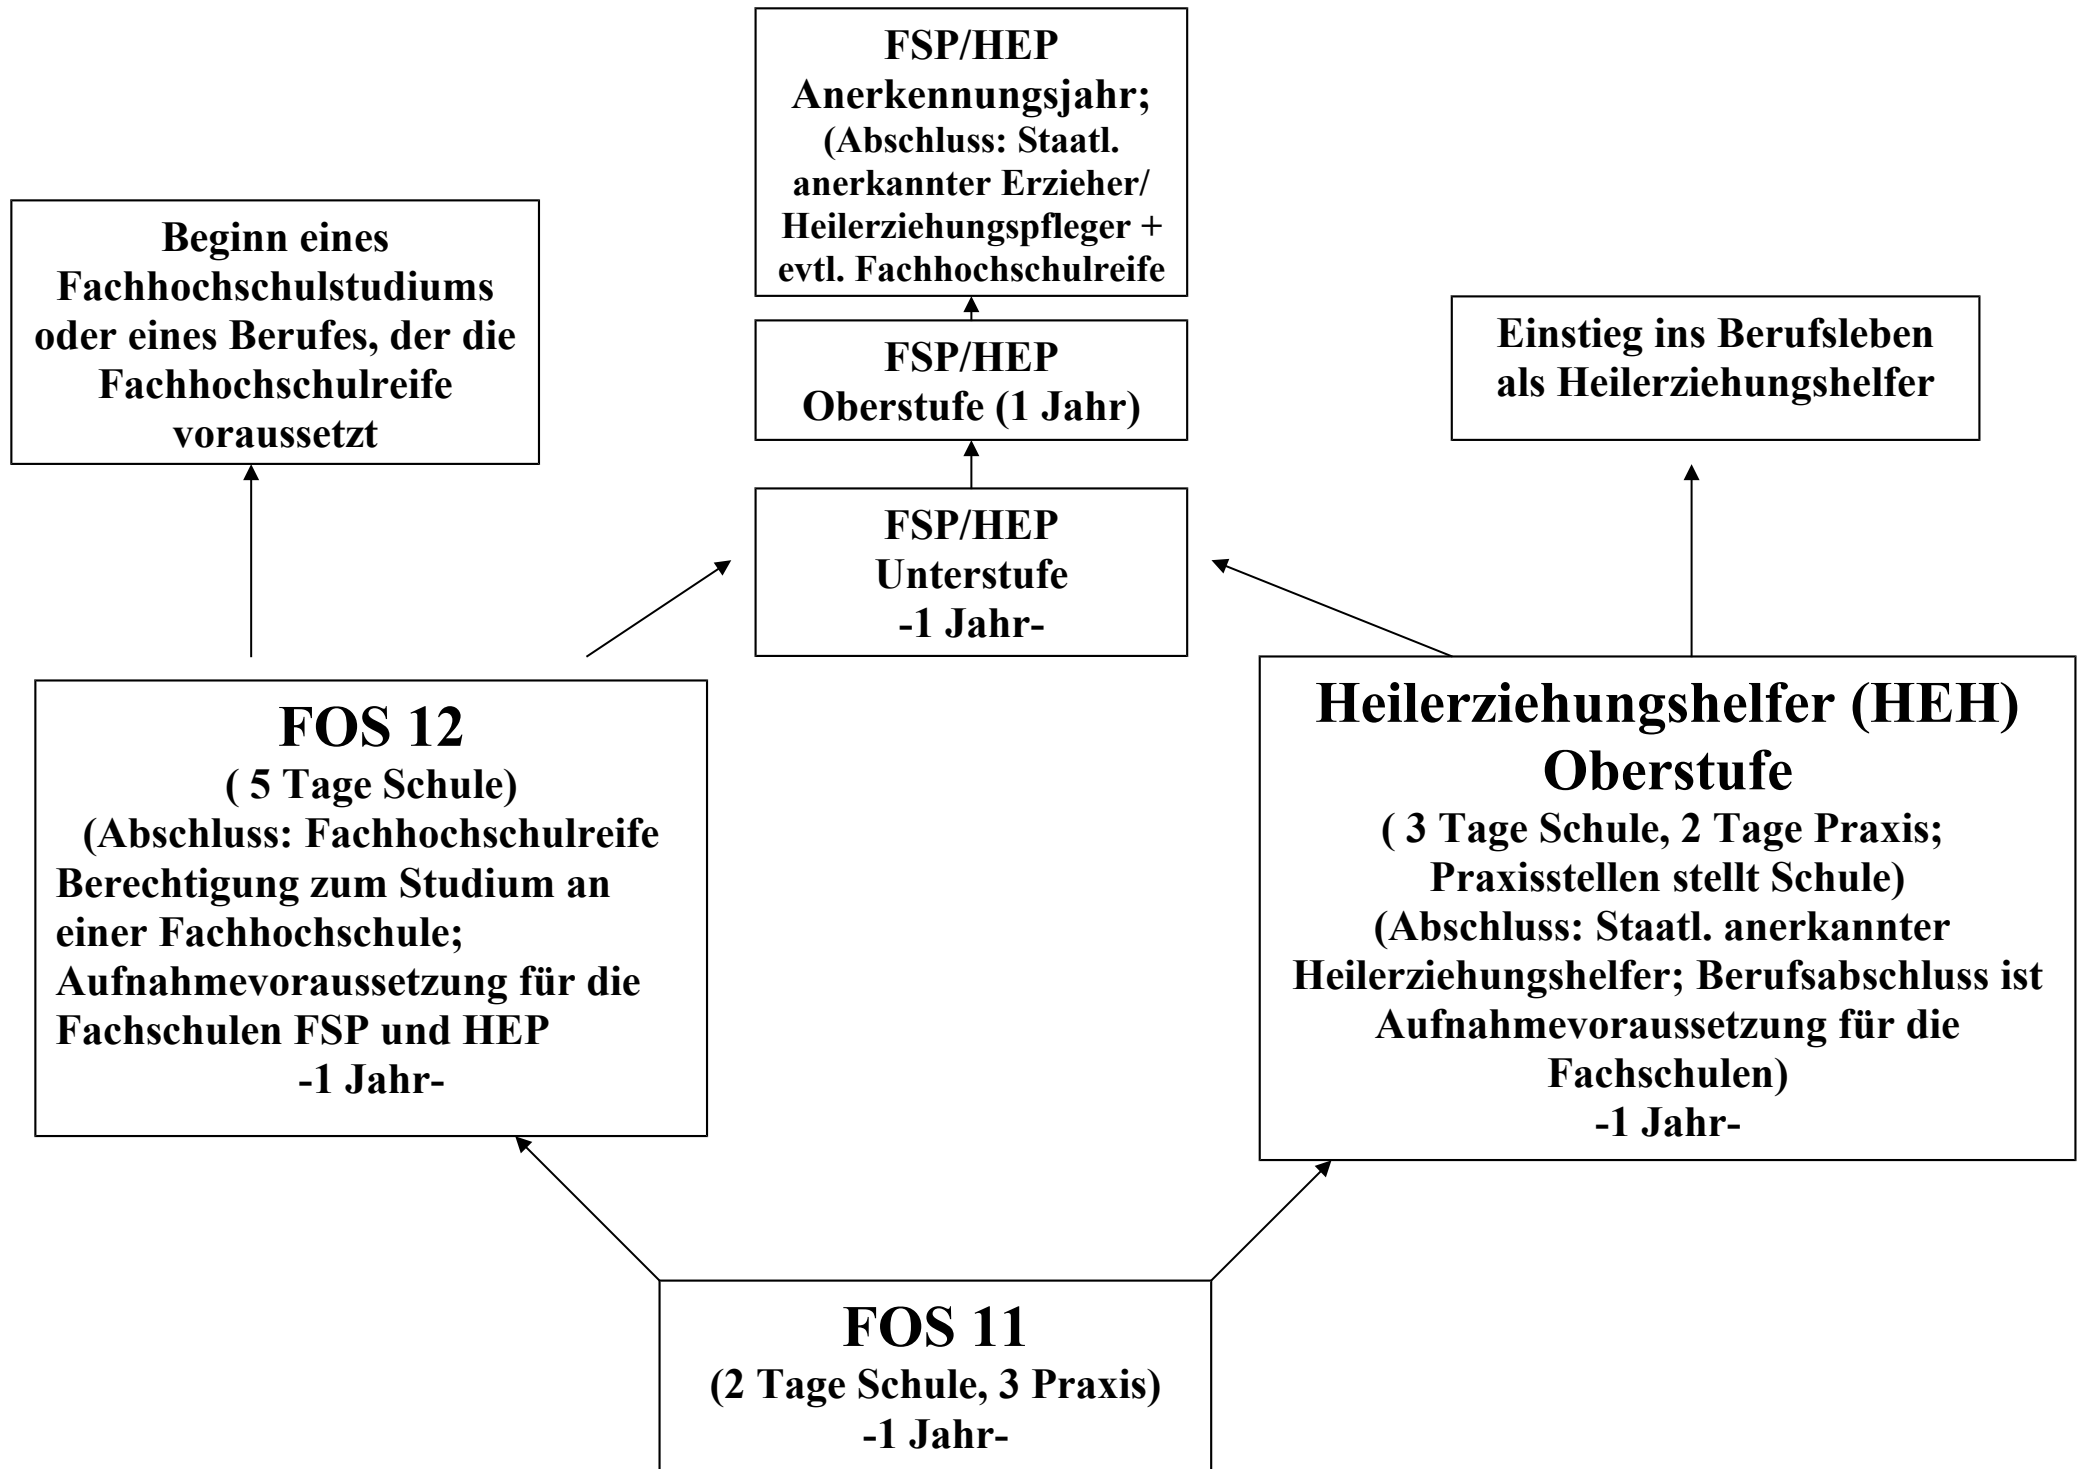 FSP/HEP
Anerkennungsjahr;
(Abschluss: Staatl.
anerkannter Erzieher/
Heilerziehungspfleger +
evtl. Fachhochschulreife
Beginn eines
Fachhochschulstudiums
oder eines Berufes, der die
Fachhochschulreife
voraussetzt
FSP/HEP
Oberstufe (1 Jahr)
Einstieg ins Berufsleben
als Heilerziehungshelfer
FSP/HEP
Unterstufe
-1 Jahr-
FOS 12
( 5 Tage Schule)
(Abschluss: Fachhochschulreife
Berechtigung zum Studium an
einer Fachhochschule;
Aufnahmevoraussetzung für die
Fachschulen FSP und HEP
-1 Jahr-
Heilerziehungshelfer (HEH)
Oberstufe
( 3 Tage Schule, 2 Tage Praxis;
Praxisstellen stellt Schule)
(Abschluss: Staatl. anerkannter
Heilerziehungshelfer; Berufsabschluss ist
Aufnahmevoraussetzung für die
Fachschulen)
-1 Jahr-
FOS 11
(2 Tage Schule, 3 Praxis)
-1 Jahr-